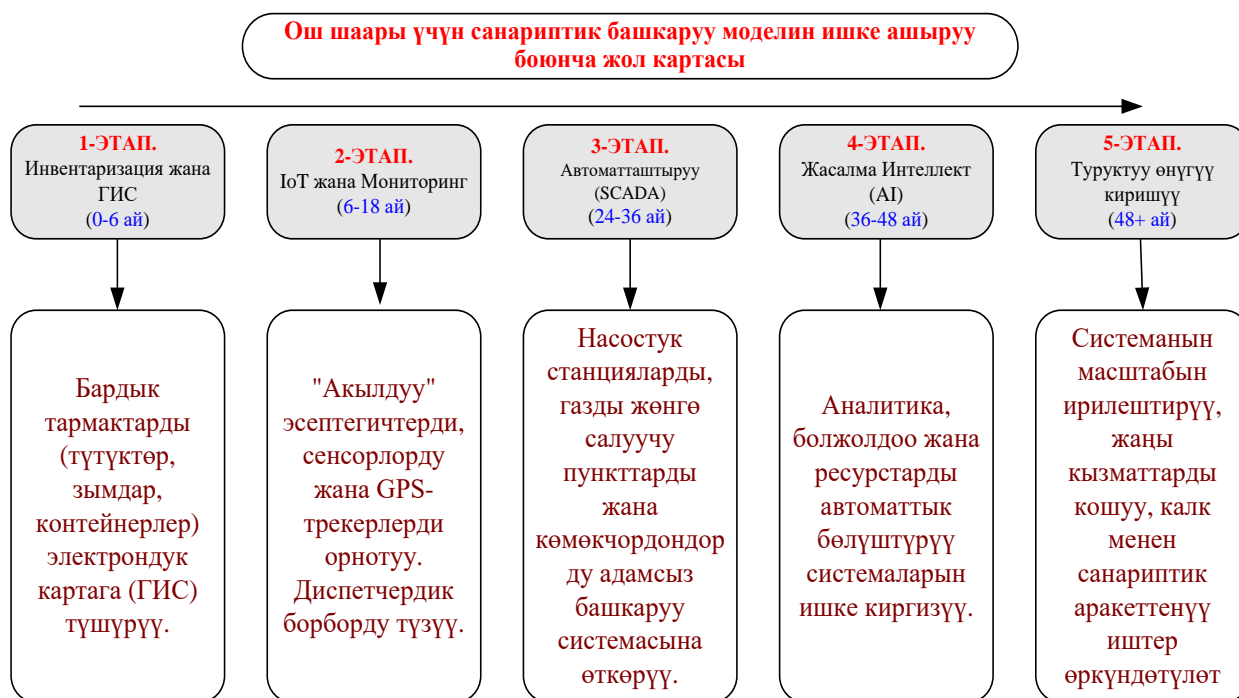 Ош шаары үчүн санариптик башкаруу моделин ишке ашыруу
боюнча жол картасы
1-ЭТАП.
Инвентаризация жана
ГИС
(0-6 ай)
2-ЭТАП.
IoT жана Мониторинг
(6-18 ай)
3-ЭТАП.
Автоматташтыруу
(SCADA)
(24-36 ай)
4-ЭТАП.
Жасалма Интеллект
(AI)
(36-48 ай)
5-ЭТАП.
Туруктуу өнүгүү
киришүү
(48+ ай)
Бардык
тармактарды
(түтүктөр,
зымдар,
контейнерлер)
электрондук
картага (ГИС)
түшүрүү.
"Акылдуу"
эсептегичтерди,
сенсорлорду
жана GPS-
трекерлерди
орнотуу.
Диспетчердик
борборду түзүү.
Насостук
станцияларды,
газды жөнгө
салуучу
пункттарды
жана
көмөкчордондор
ду адамсыз
башкаруу
системасына
өткөрүү.
Аналитика,
болжолдоо жана
ресурстарды
автоматтык
бөлүштүрүү
системаларын
ишке киргизүү.
Системанын
масштабын
ирилештирүү,
жаңы
кызматтарды
кошуу, калк
менен
санариптик
аракеттенүү
иштер
өркүндөтүлөт